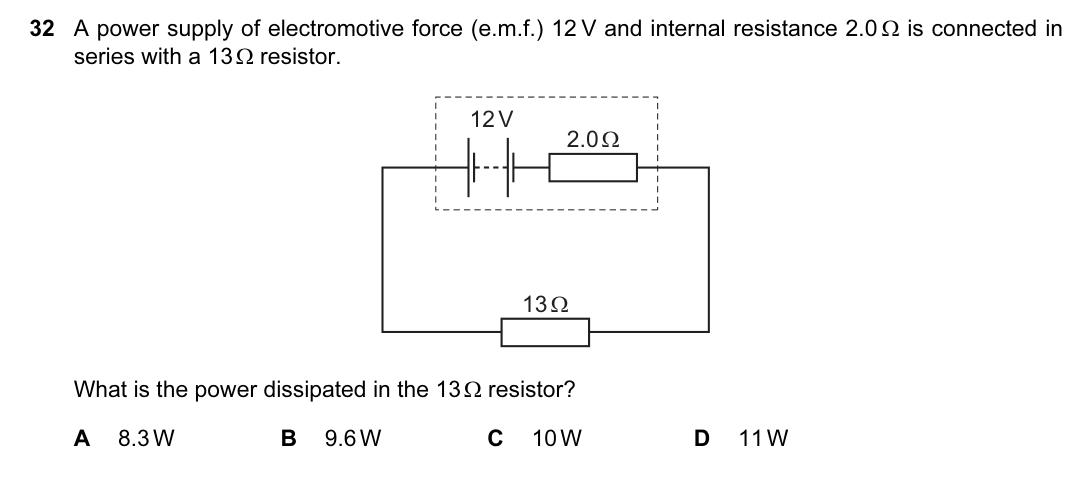 32 A power supply of electromotive force (e.m.f.) 12 V and internal resistance 2.0 Ω is connected in
series with a 13 Ω resistor.
12 V
2.0 Ω
13 Ω
What is the power dissipated in the 13 Ω resistor?
A 8.3 W B 9.6 W C 10 W D 11 W